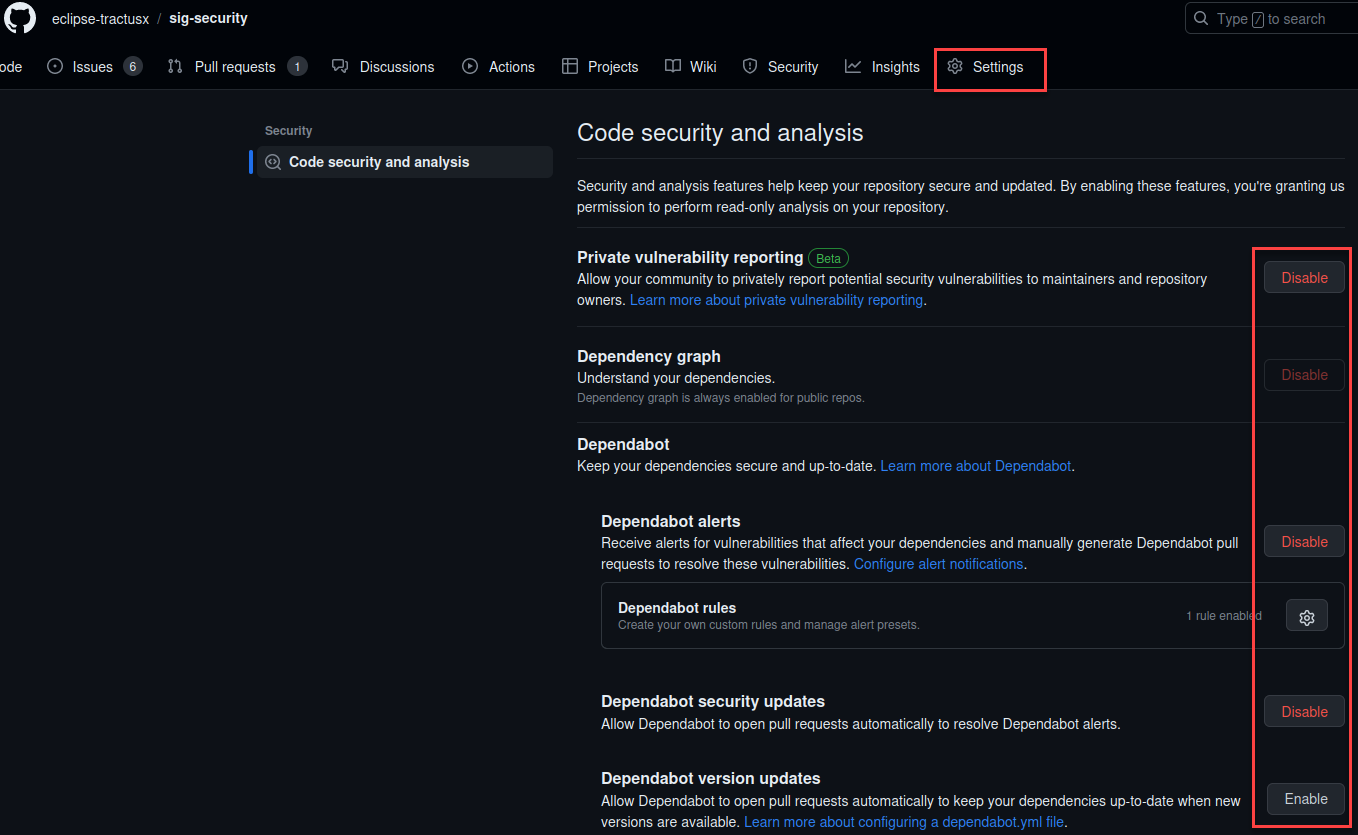 eclipse-tractusx / sig-security
Type / to search
ode Issues 6 Pull requests 1 Discussions Actions Projects Wiki Security Insights Settings
Security
Code security and analysis
Code security and analysis
Security and analysis features help keep your repository secure and updated. By enabling these features, you're granting us
permission to perform read-only analysis on your repository.
Private vulnerability reporting Beta
Allow your community to privately report potential security vulnerabilities to maintainers and repository
owners. Learn more about private vulnerability reporting.
Disable
Dependency graph
Understand your dependencies.
Dependency graph is always enabled for public repos.
Disable
Dependabot
Keep your dependencies secure and up-to-date. Learn more about Dependabot.
Dependabot alerts
Receive alerts for vulnerabilities that affect your dependencies and manually generate Dependabot pull
requests to resolve these vulnerabilities. Configure alert notifications.
Disable
Dependabot rules
Create your own custom rules and manage alert presets.
1 rule enabled
Dependabot security updates
Allow Dependabot to open pull requests automatically to resolve Dependabot alerts.
Disable
Dependabot version updates
Allow Dependabot to open pull requests automatically to keep your dependencies up-to-date when new
versions are available. Learn more about configuring a dependabot.yml file.
Enable